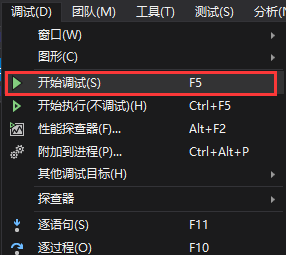 调试(D) 团队(M) 工具(T) 测试(S) 分析(N
窗口(W)
图形(C)
开始调试(S) F5
开始执行(不调试)(H) Ctrl+F5
性能探查器(F)... Alt+F2
附加到进程(P)... Ctrl+Alt+P
其他调试目标(H)
探查器
逐语句(S) F11
逐过程(O) F10